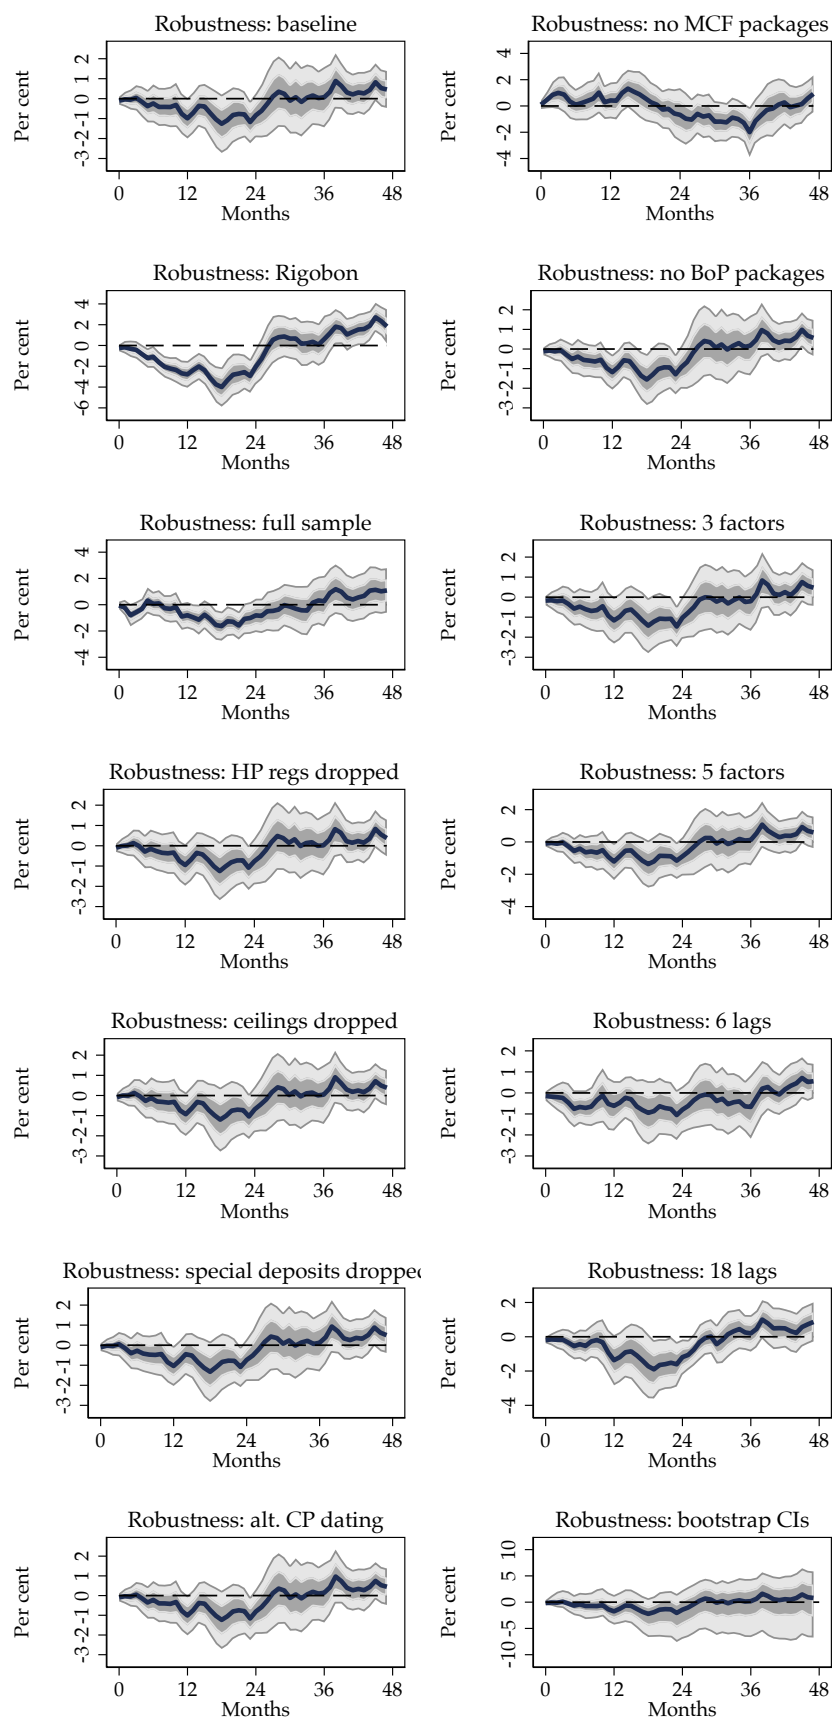 Robustness: baseline
Per cent
-3 -2 -1 0 1 2
0 12 24 36 48
Months
Robustness: no MCF packages
Per cent
-4 -2 0 2 4
0 12 24 36 48
Months
Robustness: Rigobon
Per cent
-6 -4 -2 0 2 4
0 12 24 36 48
Months
Robustness: no BoP packages
Per cent
-3 -2 -1 0 1 2
0 12 24 36 48
Months
Robustness: full sample
Per cent
-4 -2 0 2 4
0 12 24 36 48
Months
Robustness: 3 factors
Per cent
-3 -2 -1 0 1 2
0 12 24 36 48
Months
Robustness: HP regs dropped
Per cent
-3 -2 -1 0 1 2
0 12 24 36 48
Months
Robustness: 5 factors
Per cent
-4 -2 0 2
0 12 24 36 48
Months
Robustness: ceilings dropped
Per cent
-3 -2 -1 0 1 2
0 12 24 36 48
Months
Robustness: 6 lags
Per cent
-3 -2 -1 0 1 2
0 12 24 36 48
Months
Robustness: special deposits dropped
Per cent
-3 -2 -1 0 1 2
0 12 24 36 48
Months
Robustness: 18 lags
Per cent
-4 -2 0 2
0 12 24 36 48
Months
Robustness: alt. CP dating
Per cent
-3 -2 -1 0 1 2
0 12 24 36 48
Months
Robustness: bootstrap CIs
Per cent
-10 -5 0 5 10
0 12 24 36 48
Months